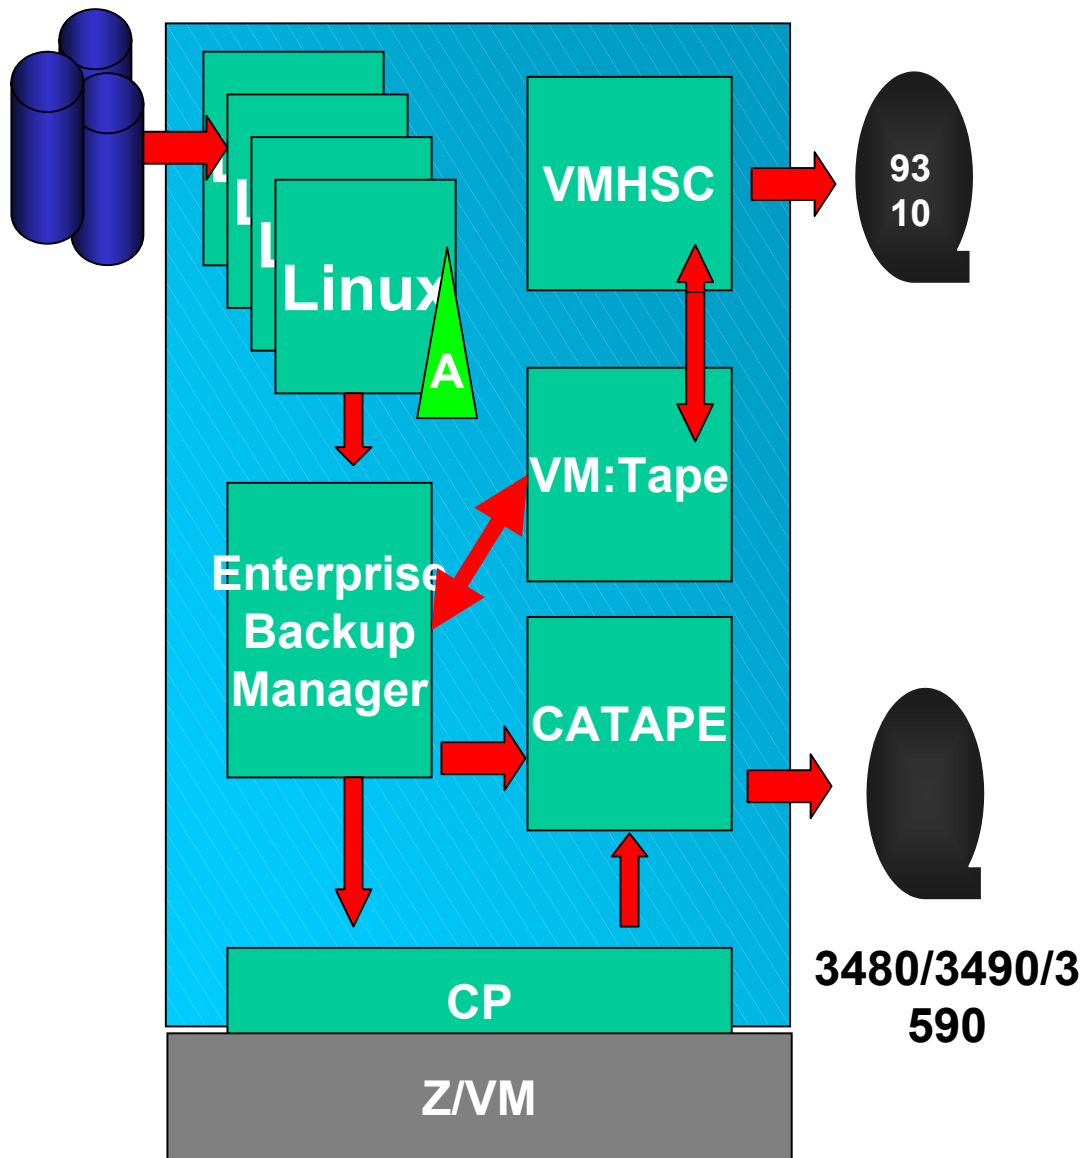 L
L
L
Linux
A
VMHSC
93
10
VM:Tape
Enterprise
Backup
Manager
CATAPE
3480/3490/3
590
CP
Z/VM